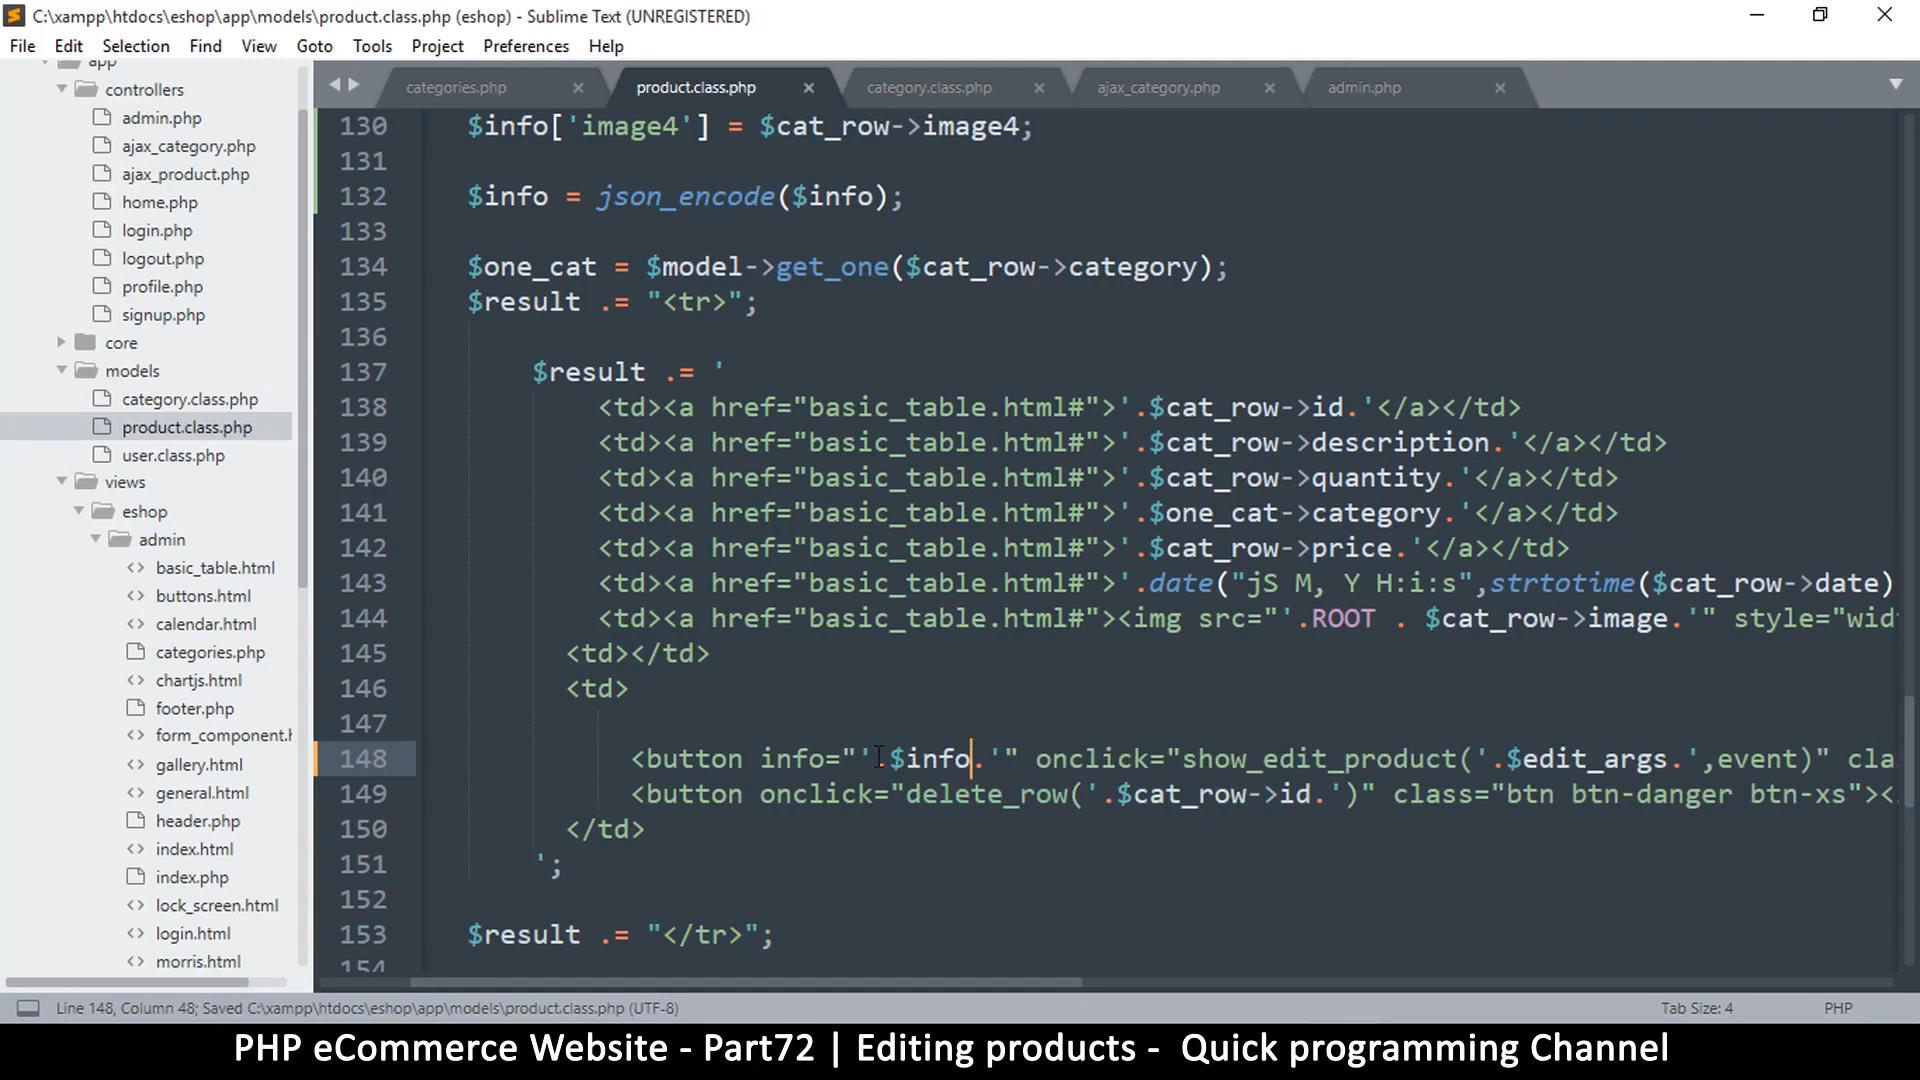 C:\xampp\htdocs\eshop\app\models\product.class.php (eshop) - Sublime Text (UNREGISTERED)
File Edit Selection Find View Goto Tools Project Preferences Help
app
controllers
admin.php
ajax_category.php
ajax_product.php
home.php
login.php
logout.php
profile.php
signup.php
core
models
category.class.php
product.class.php
user.class.php
views
eshop
admin
basic_table.html
buttons.html
calendar.html
categories.php
chartjs.html
footer.php
form_component.h
gallery.html
general.html
header.php
index.html
index.php
lock_screen.html
login.html
morris.html
categories.php product.class.php category.class.php ajax_category.php admin.php
130 $info['image4'] = $cat_row->image4;
131
132 $info = json_encode($info);
133
134 $one_cat = $model->get_one($cat_row->category);
135 $result .= "<tr>";
136
137 $result .= '
138 <td><a href="basic_table.html#">'.$cat_row->id.'</a></td>
139 <td><a href="basic_table.html#">'.$cat_row->description.'</a></td>
140 <td><a href="basic_table.html#">'.$cat_row->quantity.'</a></td>
141 <td><a href="basic_table.html#">'.$one_cat->category.'</a></td>
142 <td><a href="basic_table.html#">'.$cat_row->price.'</a></td>
143 <td><a href="basic_table.html#">'.date("jS M, Y H:i:s",strtotime($cat_row->date)
144 <td><a href="basic_table.html#"><img src="'.ROOT . $cat_row->image.'" style="wid
145 <td></td>
146 <td>
147
148 <button info="'.$info.'" onclick="show_edit_product('.$edit_args.',event)" cla
149 <button onclick="delete_row('.$cat_row->id.')" class="btn btn-danger btn-xs"><
150 </td>
151 ';
152
153 $result .= "</tr>";
154
Line 148, Column 48; Saved C:\xampp\htdocs\eshop\app\models\product.class.php (UTF-8) Tab Size: 4 PHP
PHP eCommerce Website - Part72 | Editing products - Quick programming Channel